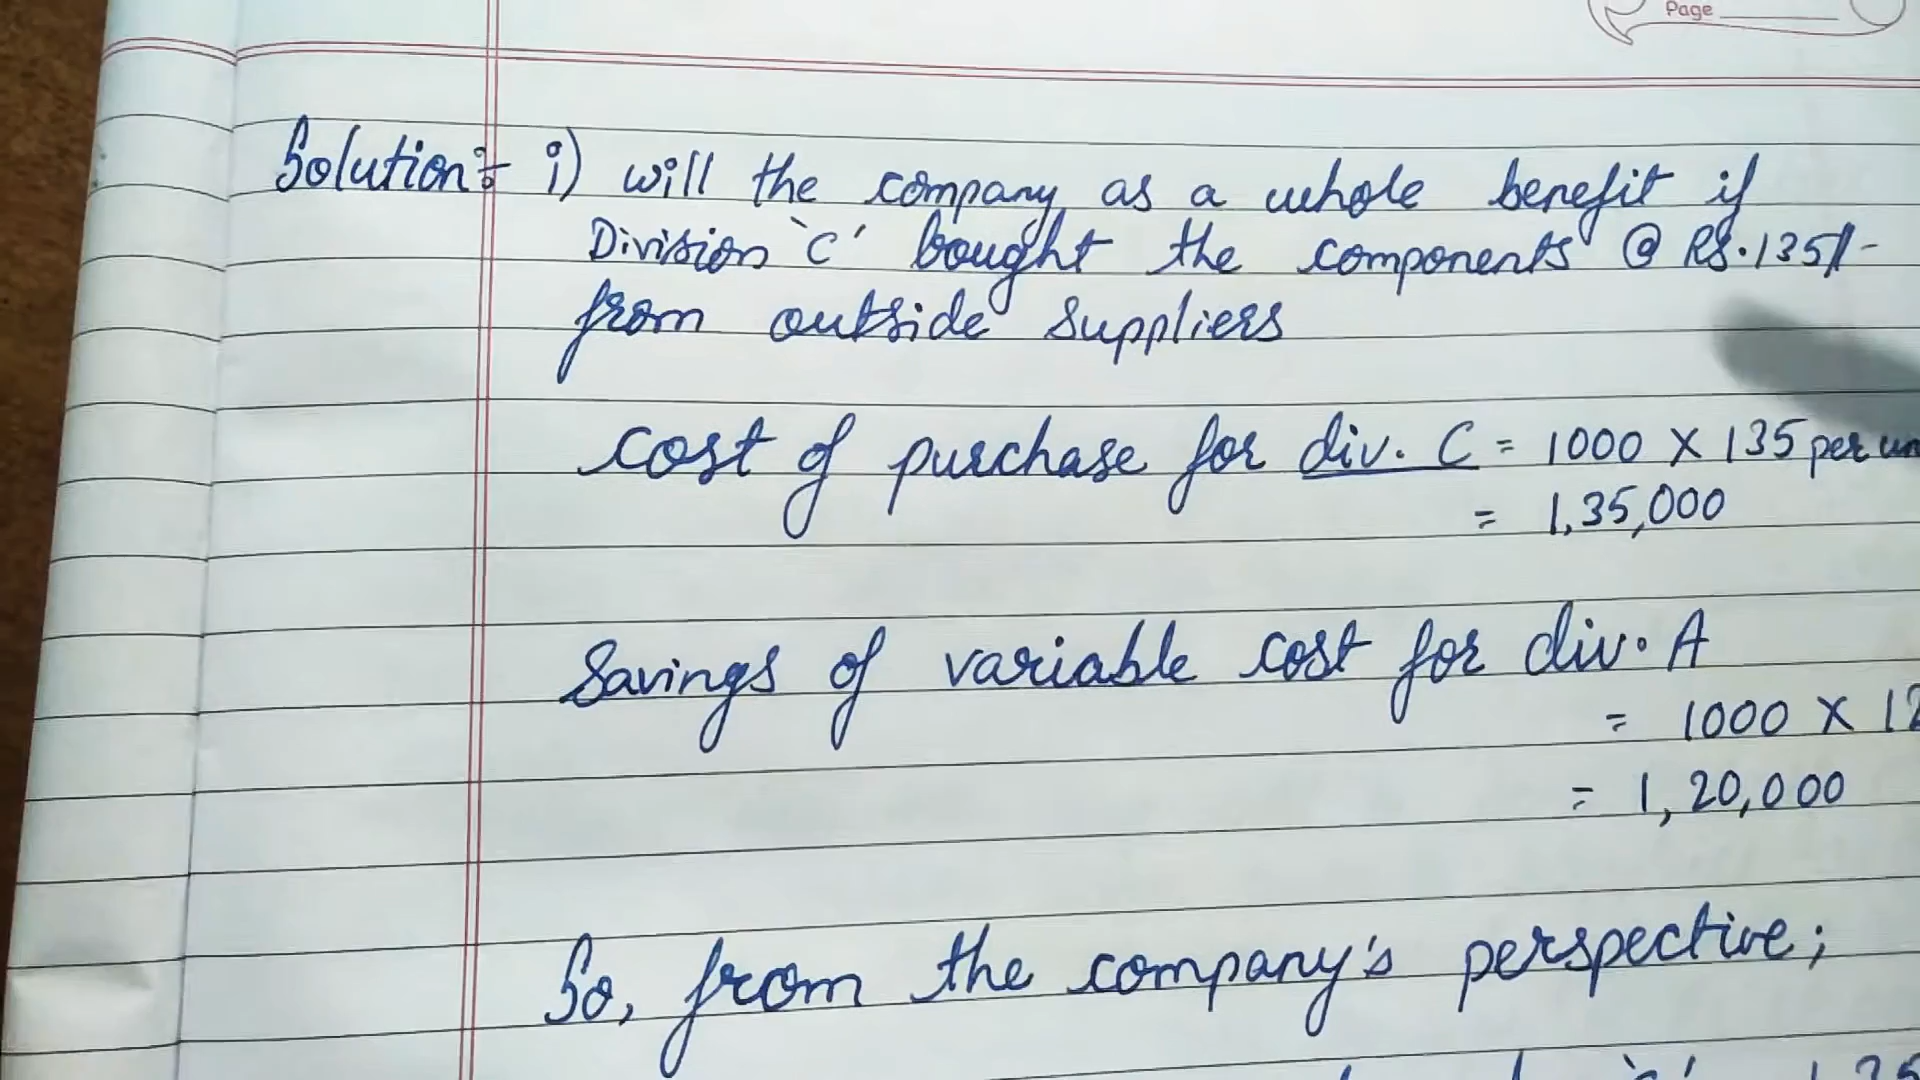 Page
Solution:- i) will the company as a whole benefit if
Division 'C' bought the components @ Rs.135/-
from outside suppliers
cost of purchase for div. C = 1000 X 135 per
= 1,35,000
Savings of variable cost for div. A
= 1000 X 12
= 1,20,000
So, from the company's perspective;